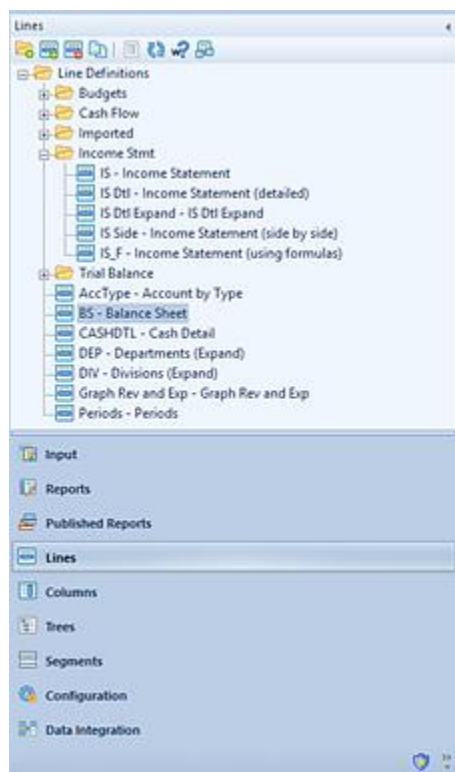 Lines
Line Definitions
Budgets
Cash Flow
Imported
Income Stmt
IS - Income Statement
IS Dtl - Income Statement (detailed)
IS Dtl Expand - IS Dtl Expand
IS Side - Income Statement (side by side)
IS_F - Income Statement (using formulas)
Trial Balance
AccType - Account by Type
BS - Balance Sheet
CASHDTL - Cash Detail
DEP - Departments (Expand)
DIV - Divisions (Expand)
Graph Rev and Exp - Graph Rev and Exp
Periods - Periods
Input
Reports
Published Reports
Lines
Columns
Trees
Segments
Configuration
Data Integration